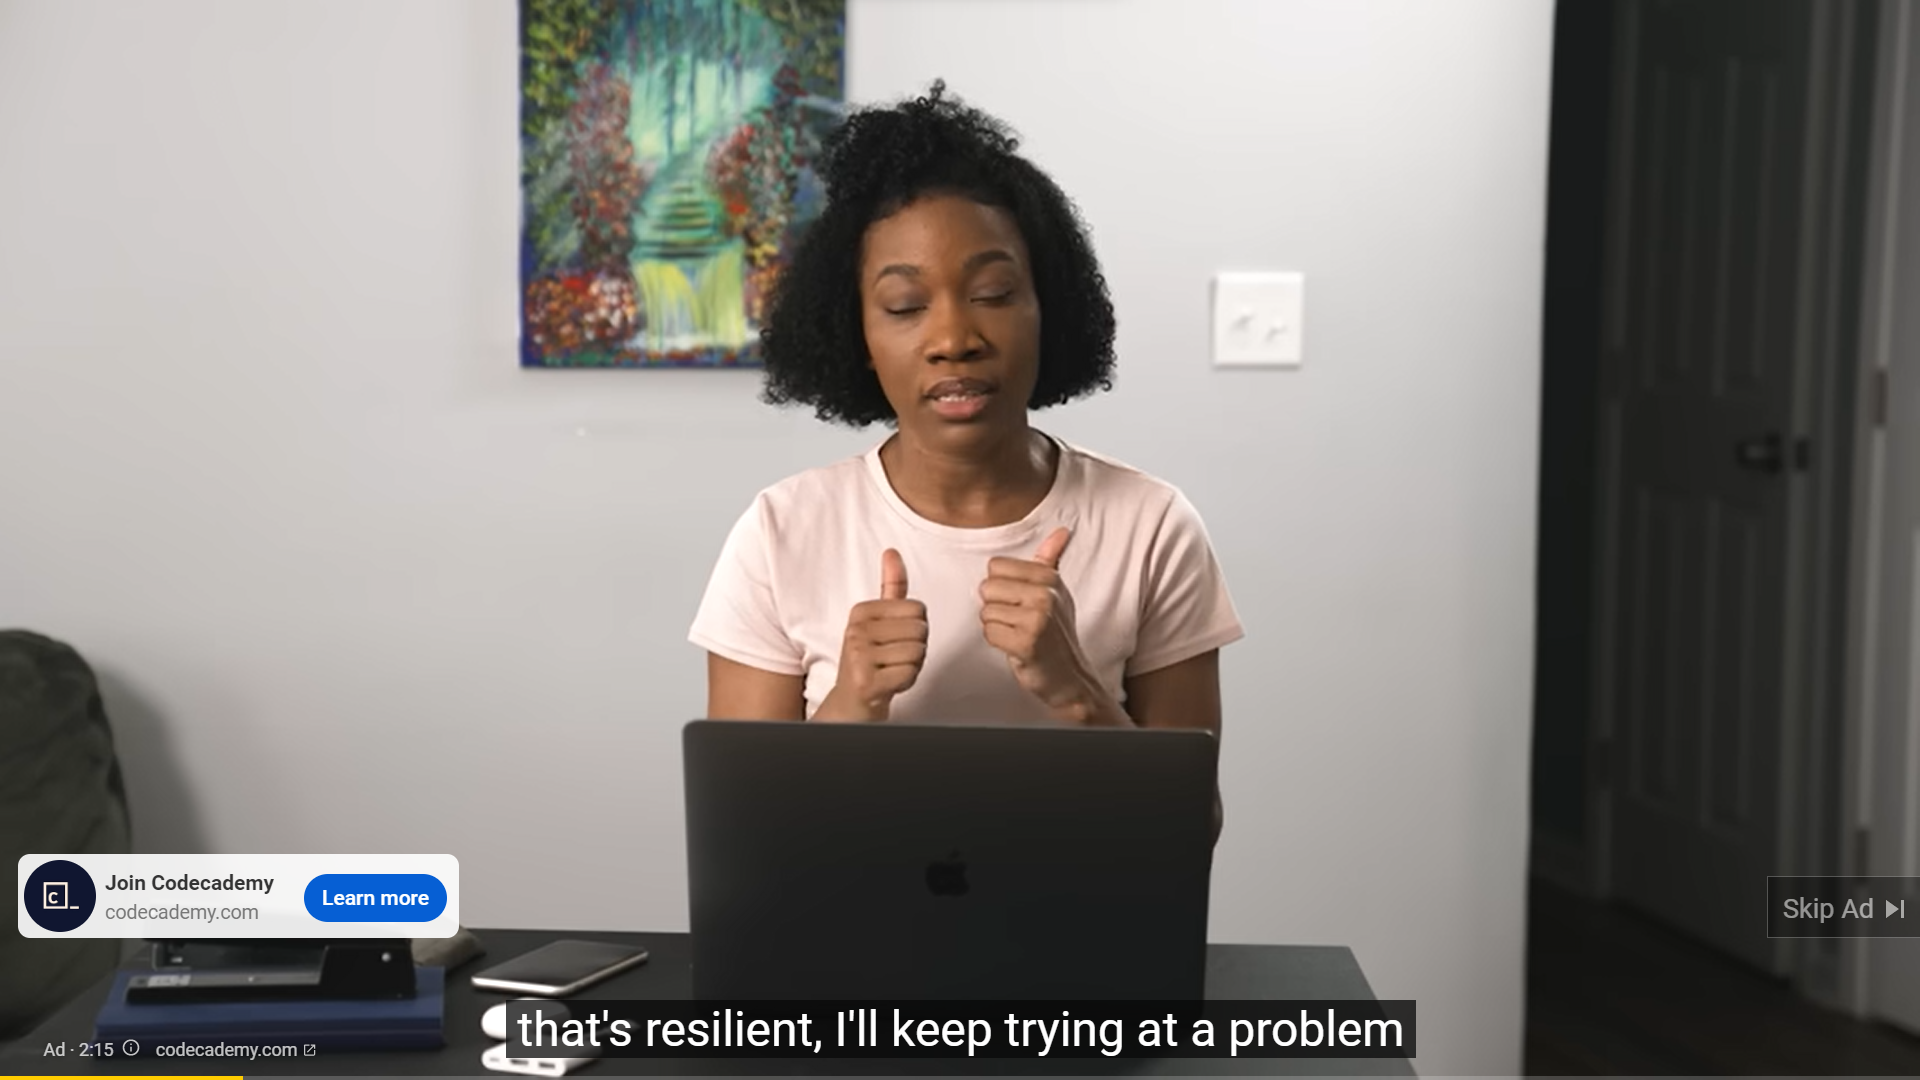 Join Codecademy
codecademy.com
Learn more
Skip Ad
that's resilient, I'll keep trying at a problem
Ad · 2:15
codecademy.com